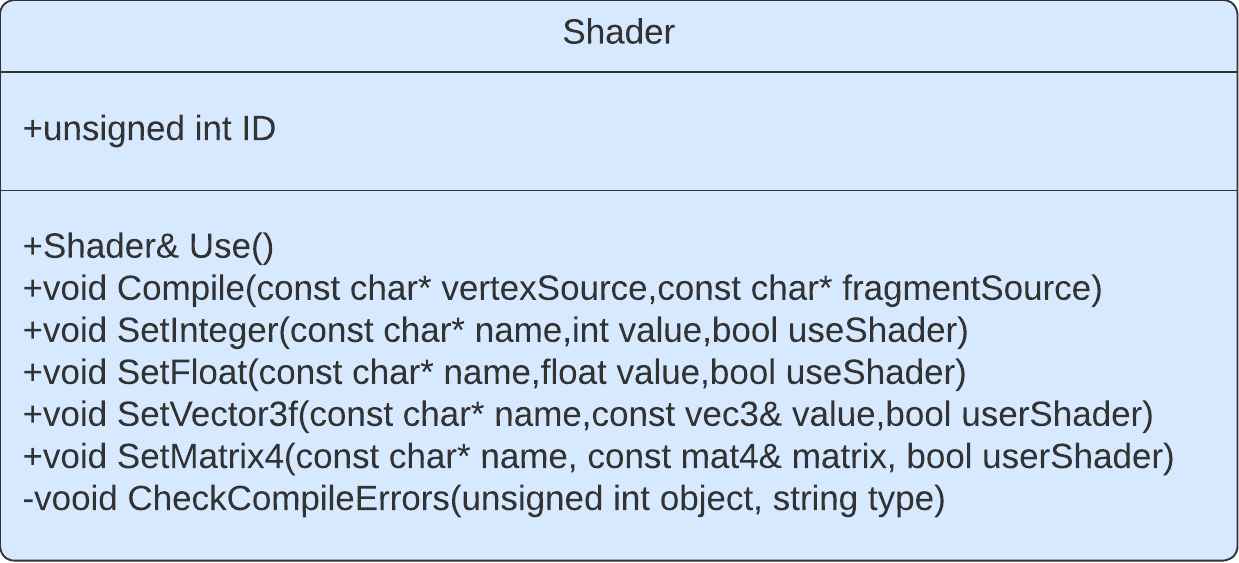 Shader
+unsigned int ID
+Shader& Use()
+void Compile(const char* vertexSource,const char* fragmentSource)
+void SetInteger(const char* name,int value,bool useShader)
+void SetFloat(const char* name,float value,bool useShader)
+void SetVector3f(const char* name,const vec3& value,bool userShader)
+void SetMatrix4(const char* name, const mat4& matrix, bool userShader)
-vooid CheckCompileErrors(unsigned int object, string type)